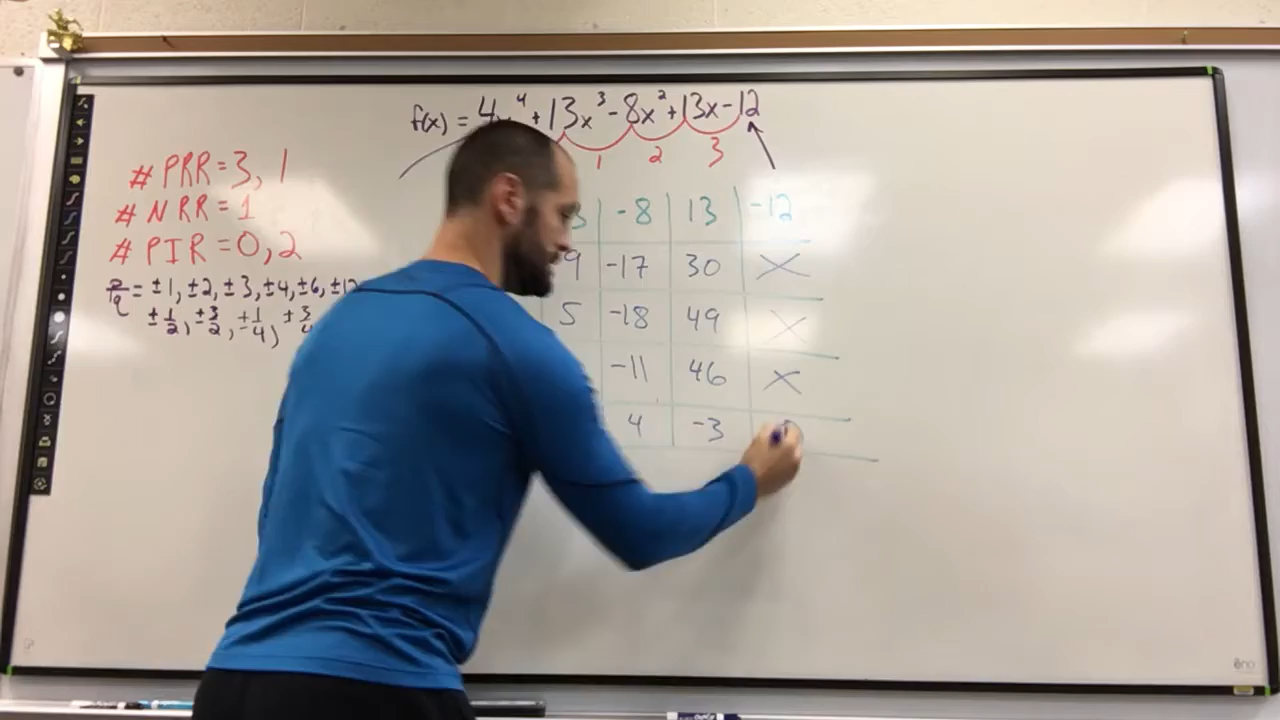 f(x) = 4x⁴ + 13x³ - 8x² + 13x - 12
1 2 3
# PRR = 3, 1
# NRR = 1
# PIR = 0, 2
p/q = ±1, ±2, ±3, ±4, ±6, ±12
±1/2, ±3/2, ±1/4, ±3/4
3 -8 13 -12
9 -17 30 X
5 -18 49 X
-11 46 X
4 -3
ēno